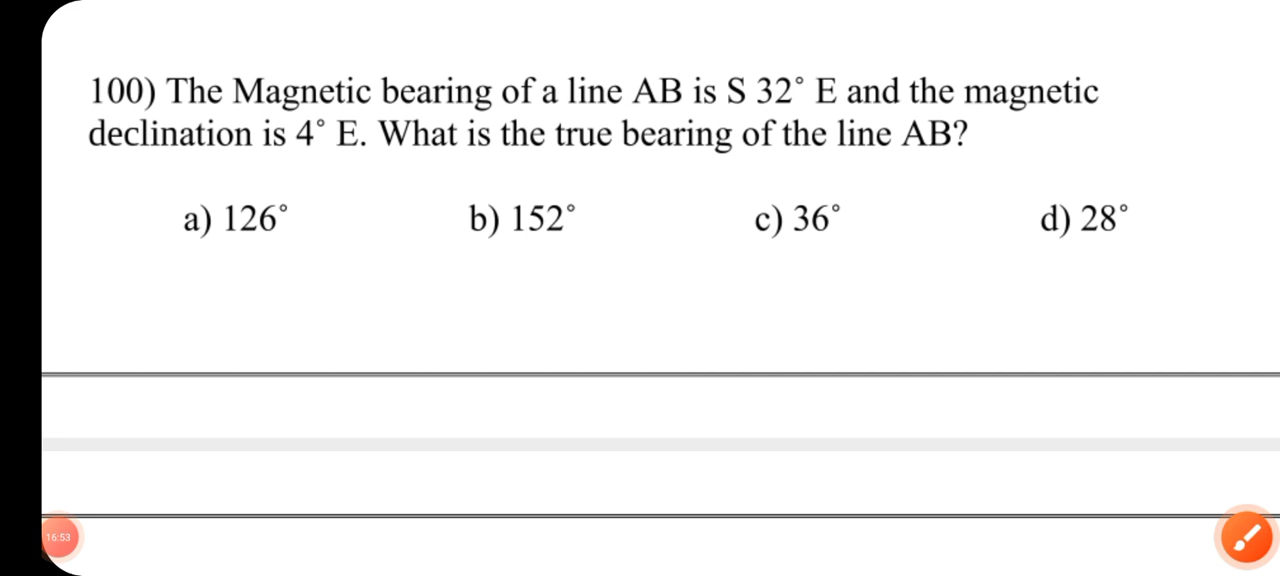 100) The Magnetic bearing of a line AB is S 32° E and the magnetic
declination is 4° E. What is the true bearing of the line AB?
a) 126° b) 152° c) 36° d) 28°
16:53